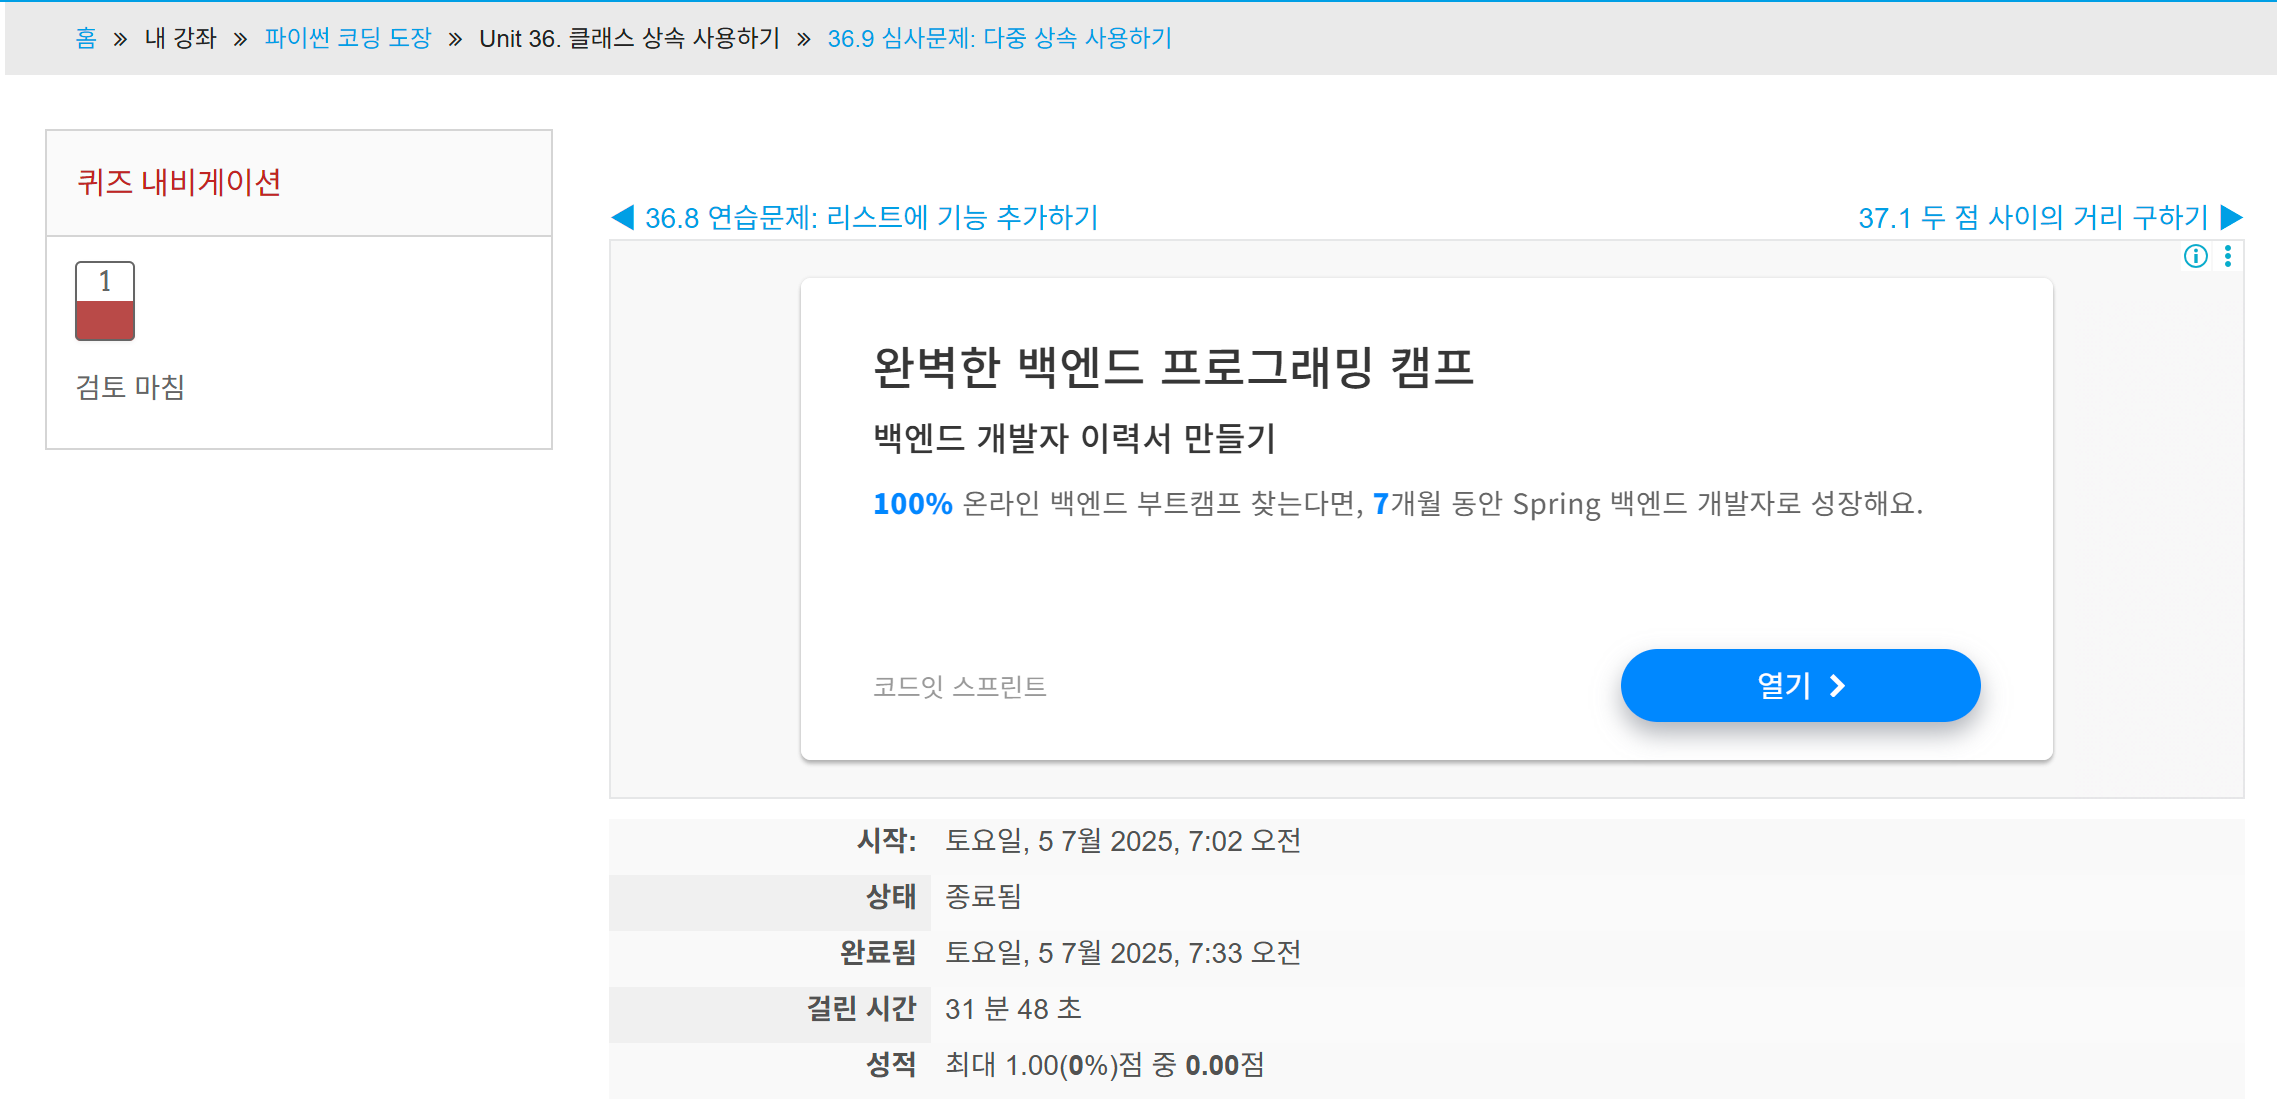 홈 » 내 강좌 » 파이썬 코딩 도장 » Unit 36. 클래스 상속 사용하기 » 36.9 심사문제: 다중 상속 사용하기
퀴즈 내비게이션
1
검토 마침
◀ 36.8 연습문제: 리스트에 기능 추가하기
37.1 두 점 사이의 거리 구하기 ▶
완벽한 백엔드 프로그래밍 캠프
백엔드 개발자 이력서 만들기
100% 온라인 백엔드 부트캠프 찾는다면, 7개월 동안 Spring 백엔드 개발자로 성장해요.
코드잇 스프린트
열기
시작: 토요일, 5 7월 2025, 7:02 오전
상태 종료됨
완료됨 토요일, 5 7월 2025, 7:33 오전
걸린 시간 31 분 48 초
성적 최대 1.00(0%)점 중 0.00점